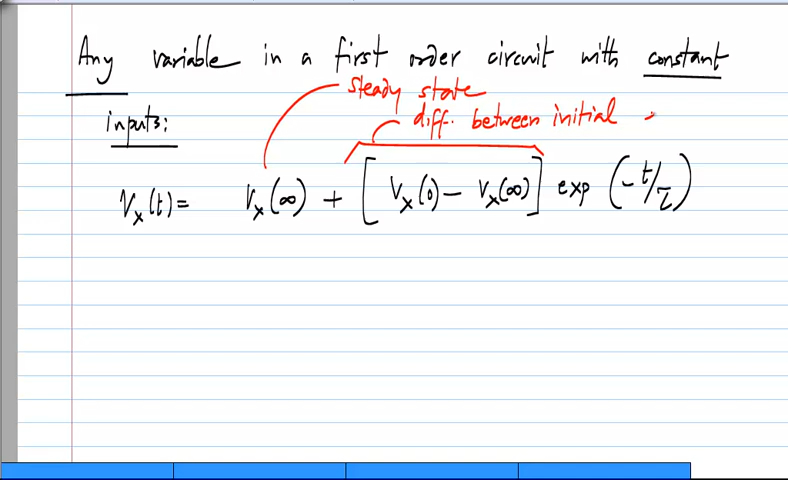 Any variable in a first order circuit with constant
steady state
inputs: diff. between initial
Vx(t) = Vx(∞) + [Vx(0) − Vx(∞)] exp (−t/τ)